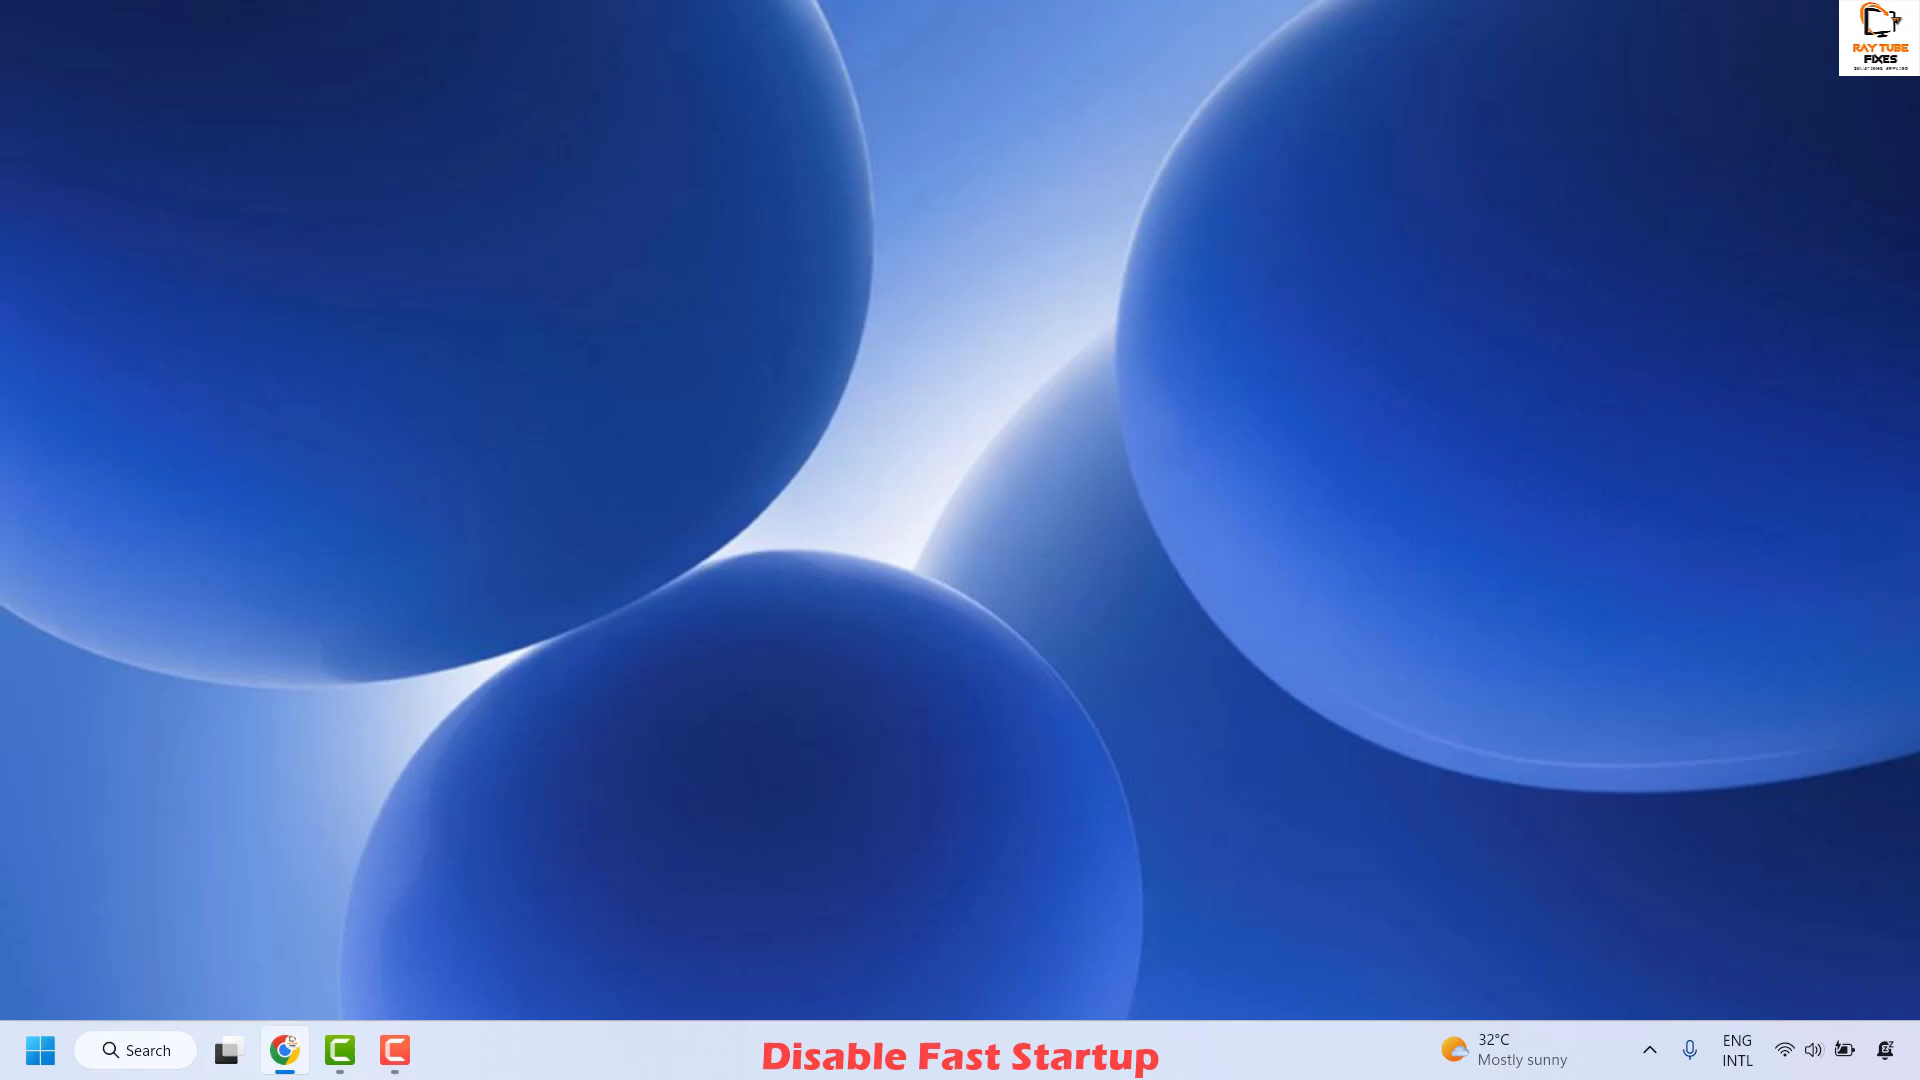 RAY TUBE
FIXES
Search
Disable Fast Startup
32°C
Mostly sunny
ENG
INTL